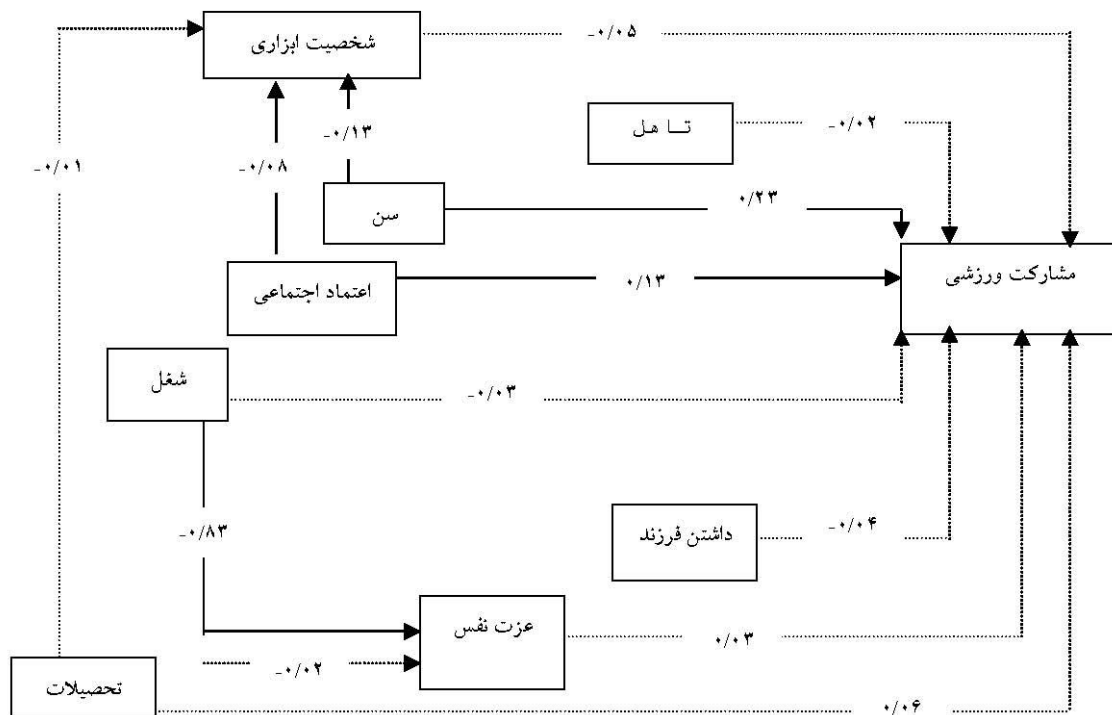 شخصیت ابزاری
-۰/۰۵
تاهل
-۰/۰۲
-۰/۱۳
-۰/۰۱
-۰/۰۸
سن
۰/۲۳
مشارکت ورزشی
اعتماد اجتماعی
۰/۱۳
شغل
-۰/۰۳
-۰/۸۳
داشتن فرزند
-۰/۰۴
عزت نفس
۰/۰۳
-۰/۰۲
تحصیلات
۰/۰۶